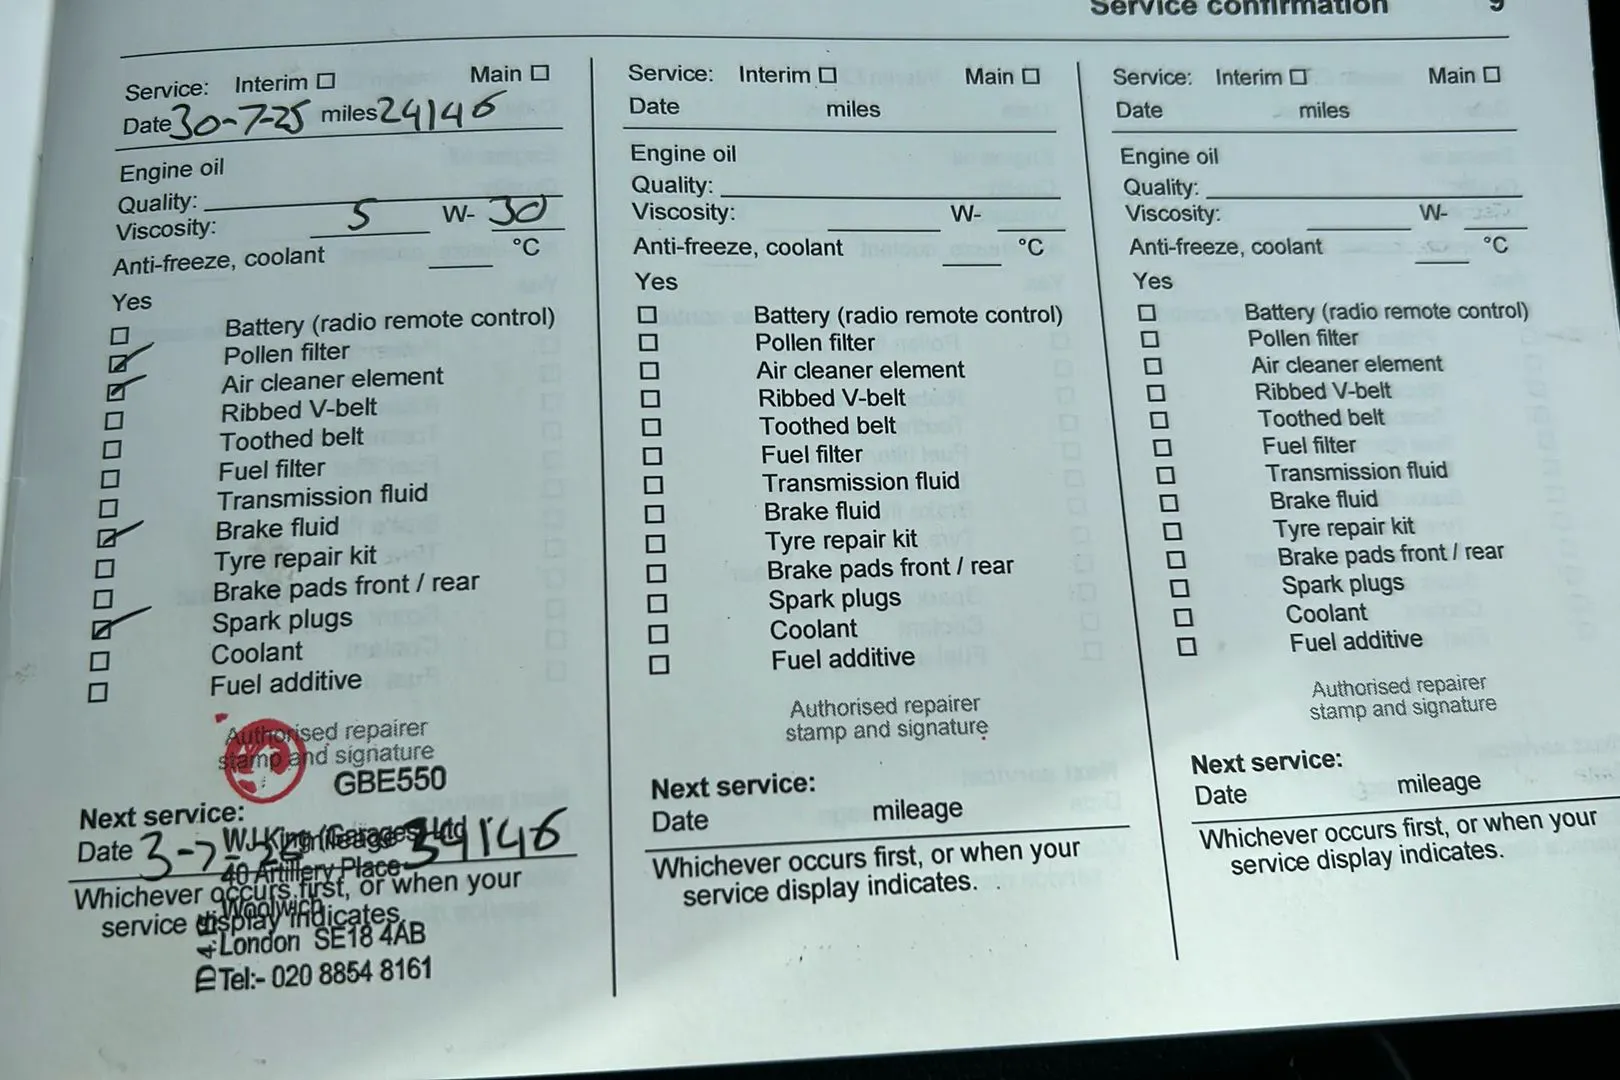 Service confirmation 9
Service: Interim ☐ Main ☐
Date 30-7-25 miles 24146
Engine oil
Quality:
Viscosity: 5 W- 30
Anti-freeze, coolant °C
Yes
☐ Battery (radio remote control)
☑ Pollen filter
☑ Air cleaner element
☐ Ribbed V-belt
☐ Toothed belt
☐ Fuel filter
☐ Transmission fluid
☑ Brake fluid
☐ Tyre repair kit
☐ Brake pads front / rear
☑ Spark plugs
☐ Coolant
☐ Fuel additive
Authorised repairer
stamp and signature
GBE550
Next service:
WJ King (Garages) Ltd
Date 3-7- mileage 34146
40 Artillery Place
Whichever occurs first, or when your
Woolwich
service display indicates.
London SE18 4AB
Tel:- 020 8854 8161
Service: Interim ☐ Main ☐
Date miles
Engine oil
Quality:
Viscosity: W-
Anti-freeze, coolant °C
Yes
☐ Battery (radio remote control)
☐ Pollen filter
☐ Air cleaner element
☐ Ribbed V-belt
☐ Toothed belt
☐ Fuel filter
☐ Transmission fluid
☐ Brake fluid
☐ Tyre repair kit
☐ Brake pads front / rear
☐ Spark plugs
☐ Coolant
☐ Fuel additive
Authorised repairer
stamp and signature
Next service:
Date mileage
Whichever occurs first, or when your
service display indicates.
Service: Interim ☐ Main ☐
Date miles
Engine oil
Quality:
Viscosity: W-
Anti-freeze, coolant °C
Yes
☐ Battery (radio remote control)
☐ Pollen filter
☐ Air cleaner element
☐ Ribbed V-belt
☐ Toothed belt
☐ Fuel filter
☐ Transmission fluid
☐ Brake fluid
☐ Tyre repair kit
☐ Brake pads front / rear
☐ Spark plugs
☐ Coolant
☐ Fuel additive
Authorised repairer
stamp and signature
Next service:
Date mileage
Whichever occurs first, or when your
service display indicates.